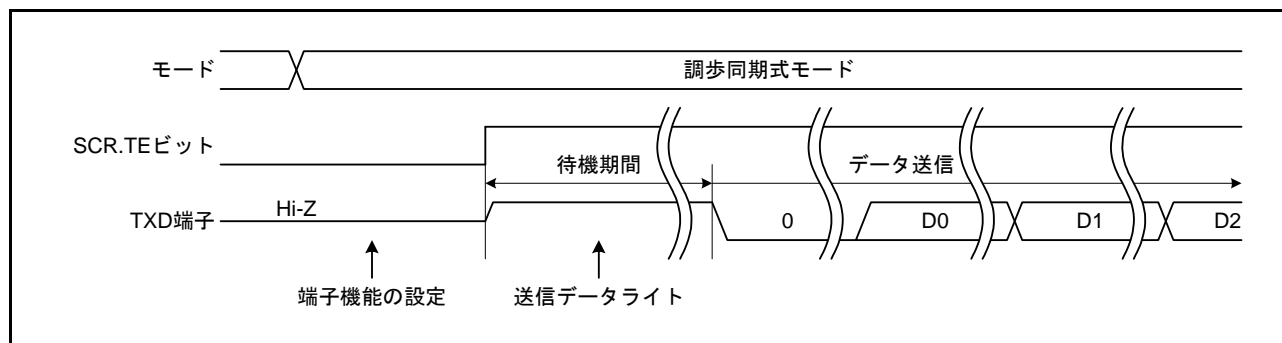 モード
調歩同期式モード
SCR.TEビット
待機期間
データ送信
TXD端子
Hi-Z
0
D0
D1
D2
端子機能の設定
送信データライト